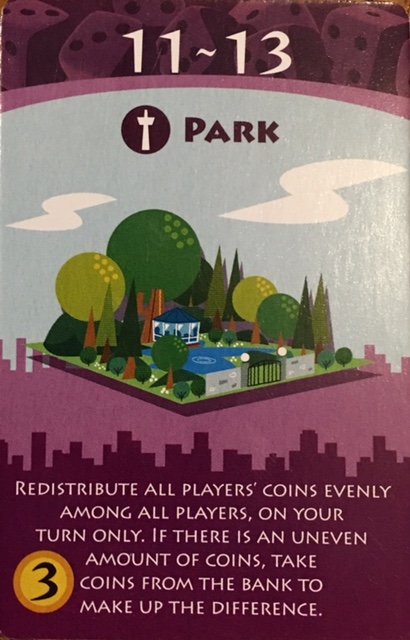 11~13
Park
Redistribute all players' coins evenly
among all players, on your
turn only. If there is an uneven
amount of coins, take
coins from the bank to
make up the difference.
3